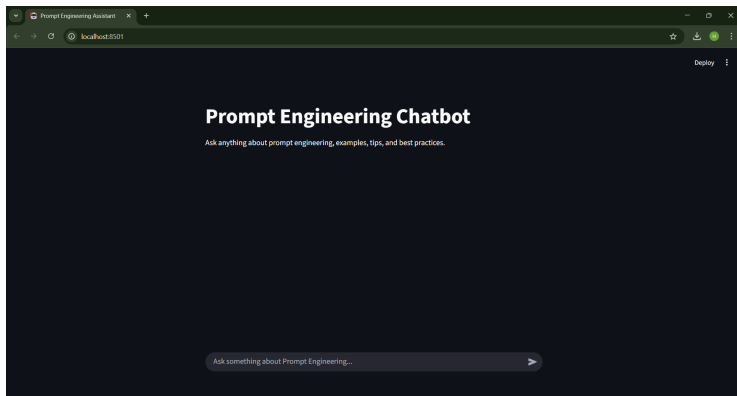 Prompt Engineering Assistant
localhost:8501
Deploy
Prompt Engineering Chatbot
Ask anything about prompt engineering, examples, tips, and best practices.
Ask something about Prompt Engineering...